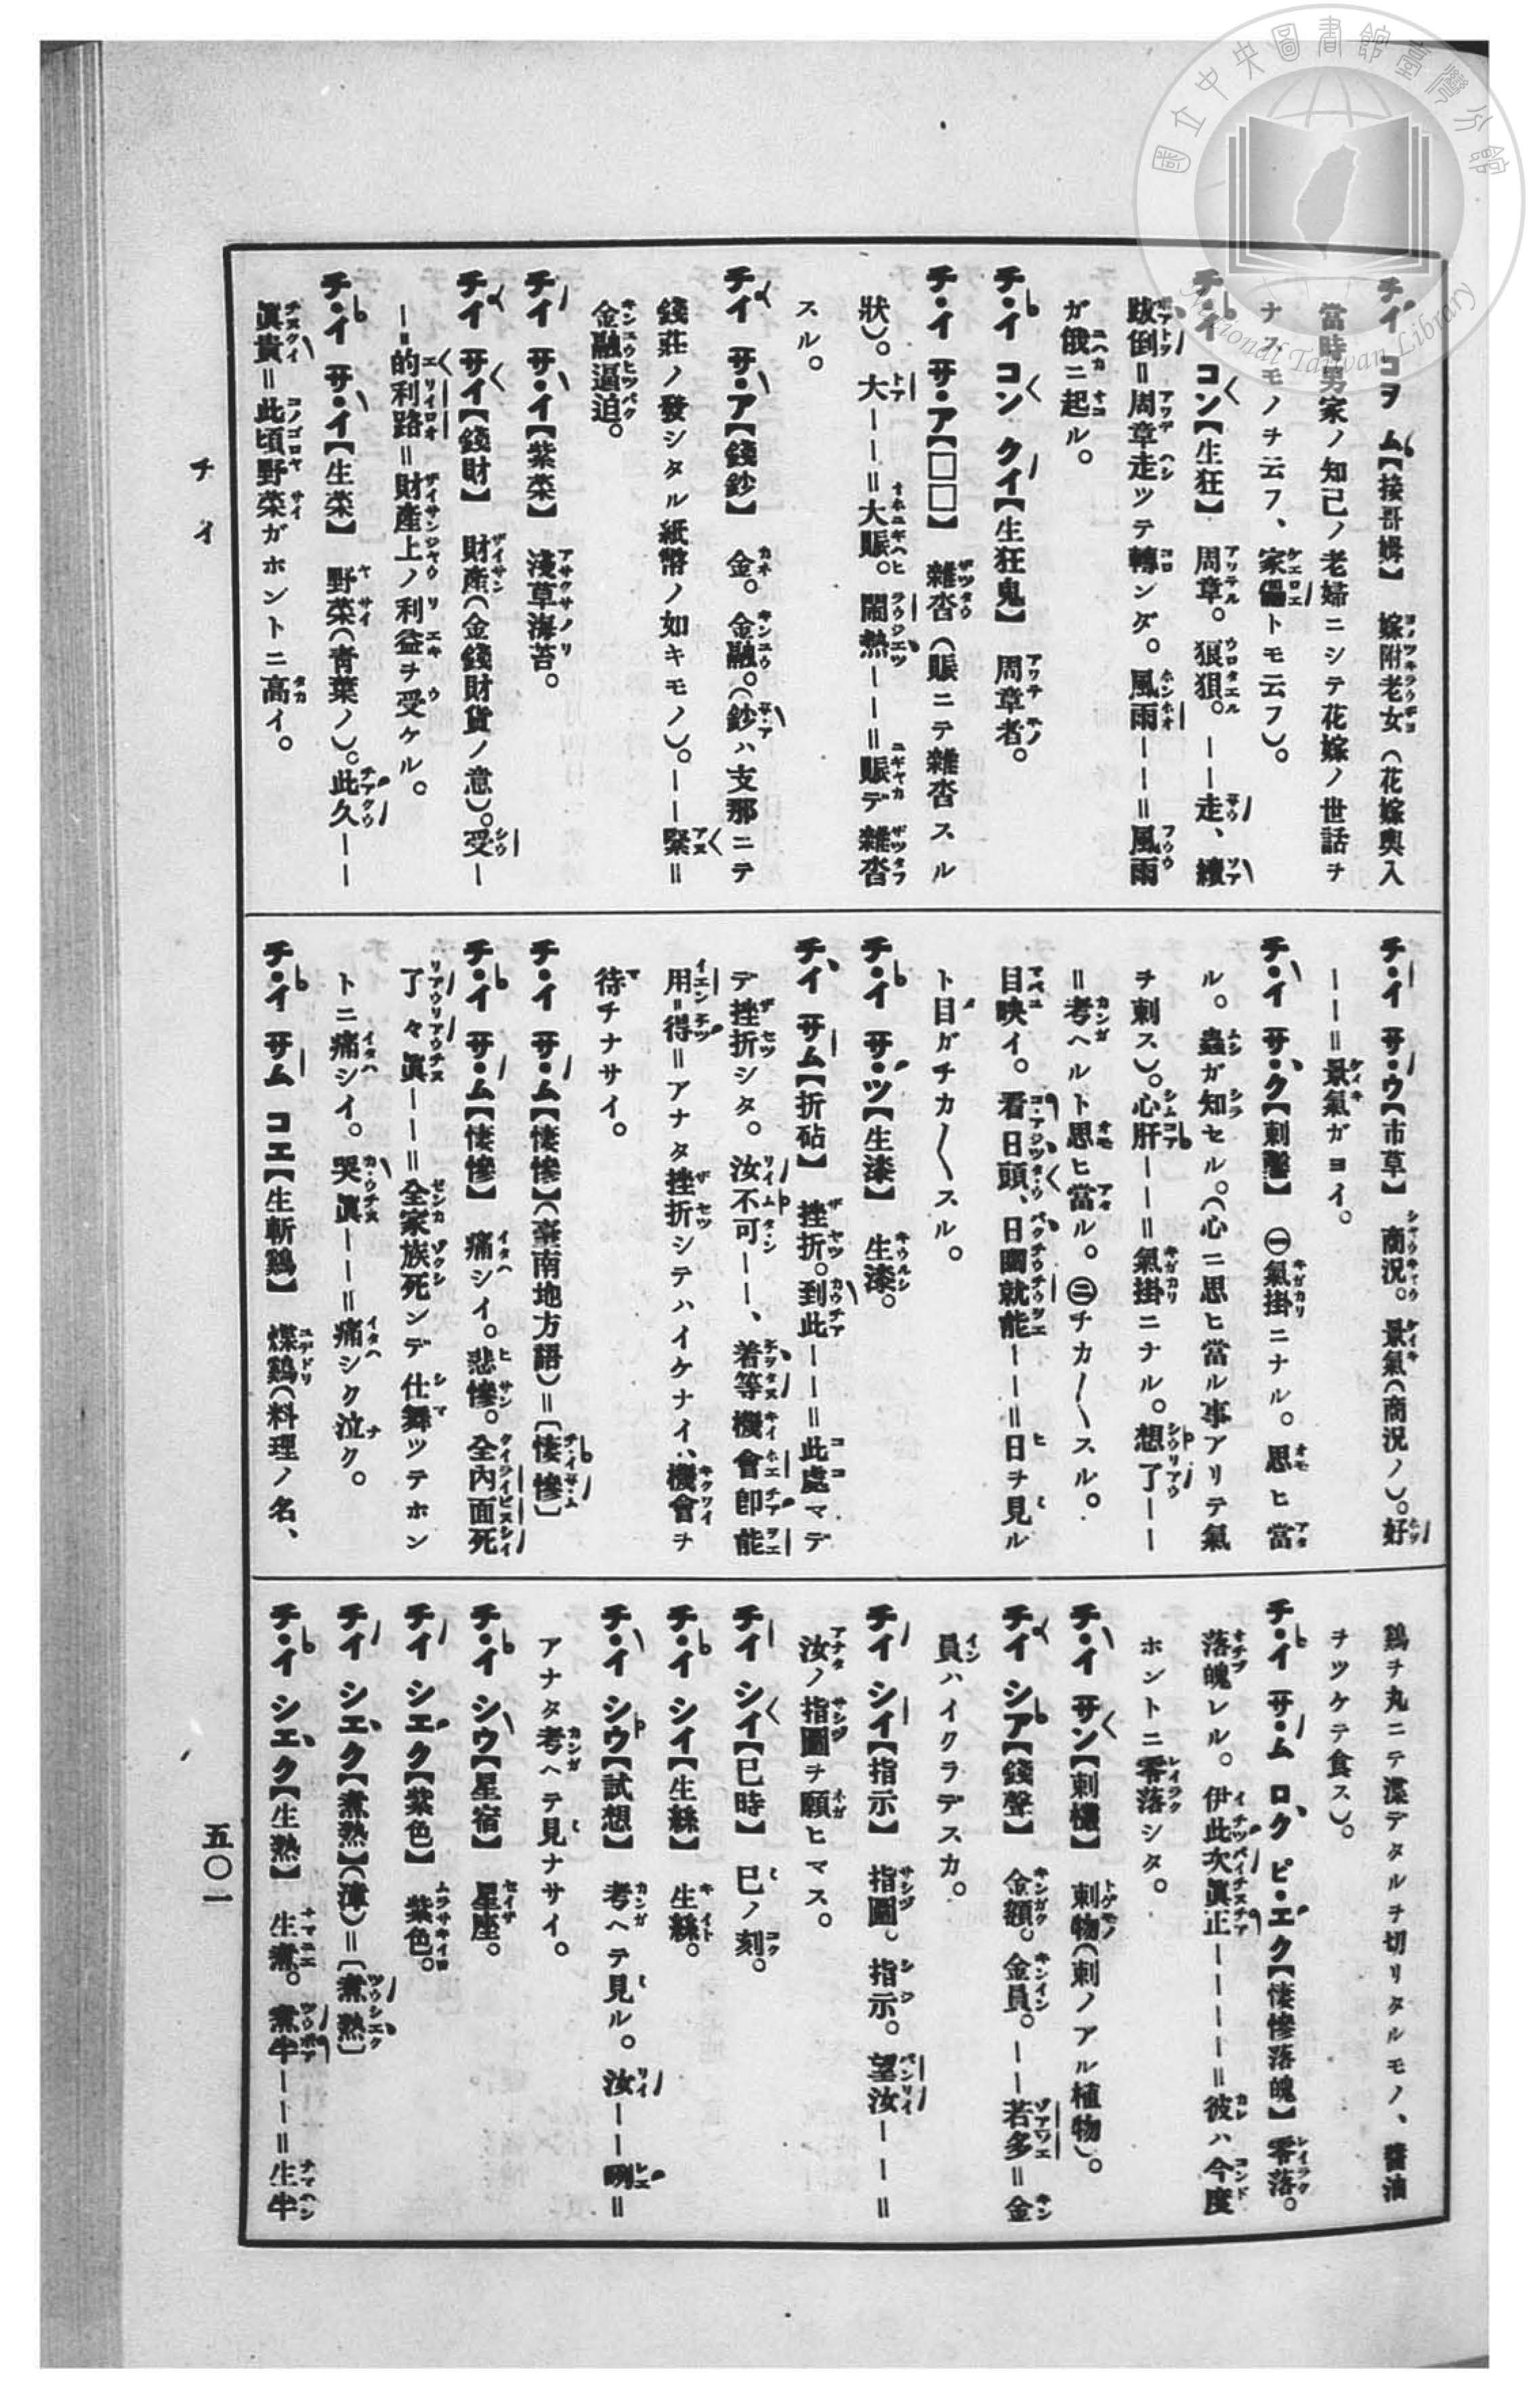 國立中央圖書館臺灣分館
National Taiwan Library
チイ コヲ ム【接哥姆】 嫁附老女(花嫁輿入
當時男家ノ知己ノ老婦ニシテ花嫁ノ世話ヲ
ナスモノヲ云フ、家儡トモ云フ)。
チイ コン【生狂】 周章。狼狽。――走、續
跋倒=周章走ツテ轉ンダ。風雨――=風雨
ガ俄ニ起ル。
チイ コン クイ【生狂鬼】 周章者。
チイ サア【□□】 雜沓(賑ニテ雜沓スル
狀)。大――=大賑。鬧熱――=賑デ雜沓
スル。
チイ サア【錢鈔】 金。金融。(鈔ハ支那ニテ
錢莊ノ發シタル紙幣ノ如キモノ)。――緊=
金融逼迫。
チイ サイ【紫菜】 淺草海苔。
チイ サイ【錢財】 財產(金錢財貨ノ意)。受―
―的利路=財產上ノ利益ヲ受ケル。
チイ サイ【生菜】 野菜(青葉ノ)。此久――
眞貴=此頃野菜ガホントニ高イ。
チイ サウ【市草】 商況。景氣(商況ノ)。好
――=景氣ガヨイ。
チイ サク【刺鑿】 ㊀氣掛ニナル。思ヒ當
ル。蟲ガ知セル。(心ニ思ヒ當ル事アリテ氣
ヲ刺ス)。心肝――=氣掛ニナル。想了――
=考ヘルト思ヒ當ル。㊁チカ〱スル。
目映イ。看日頭、日圍就能――=日ヲ見ル
ト目ガチカ〱スル。
チイ サツ【生漆】 生漆。
チイ サム【折砧】 挫折。到此――=此處マデ
デ挫折シタ。汝不可――、着等機會卽能
用得=アナタ挫折シテハイケナイ、機會ヲ
待チナサイ。
チイ サム【悽慘】(臺南地方語)=〔悽慘〕
チイ サム【悽慘】 痛シイ。悲慘。全內面死
了々眞――=全家族死ンデ仕舞ツテホン
トニ痛シイ。哭眞――=痛シク泣ク。
チイ サム コエ【生斬鷄】 煠鷄(料理ノ名、
鷄ヲ丸ニテ煠デタルヲ切リタルモノ、醬油
ヲツケテ食ス)。
チイ サム ロク ピエク【悽慘落魄】 零落。
落魄レル。伊此次眞正――――=彼ハ今度
ホントニ零落シタ。
チイ サン【刺欉】 刺物(刺ノアル植物)。
チイ シア【錢聲】 金額。金員。――若多=金
員ハイクラデスカ。
チイ シイ【指示】 指圖。指示。望汝――=
汝ノ指圖ヲ願ヒマス。
チイ シイ【巳時】 巳ノ刻。
チイ シイ【生絲】 生絲。
チイ シウ【試想】 考ヘテ見ル。汝――咧=
アナタ考ヘテ見ナサイ。
チイ シウ【星宿】 星座。
チイ シエク【紫色】 紫色。
チイ シエク【煮熟】(漳)=〔煮熟〕
チイ シエク【生熟】 生煮。煮牛――=生半
チイ
五〇一